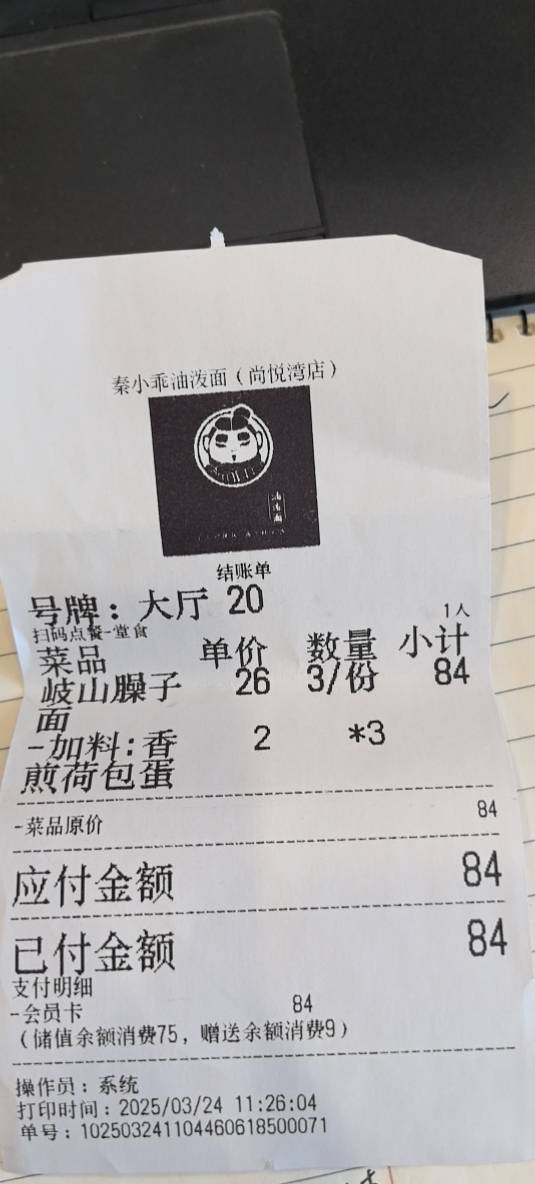 秦小乖油泼面（尚悦湾店）
油泼面
结账单
号牌：大厅 20
1人
扫码点餐-堂食
菜品 单价 数量 小计
岐山臊子 26 3/份 84
面
-加料:香 2 *3
煎荷包蛋
-菜品原价 84
应付金额 84
已付金额 84
支付明细
-会员卡 84
（储值余额消费75，赠送余额消费9）
操作员：系统
打印时间：2025/03/24 11:26:04
单号：1025032411044606185​00071